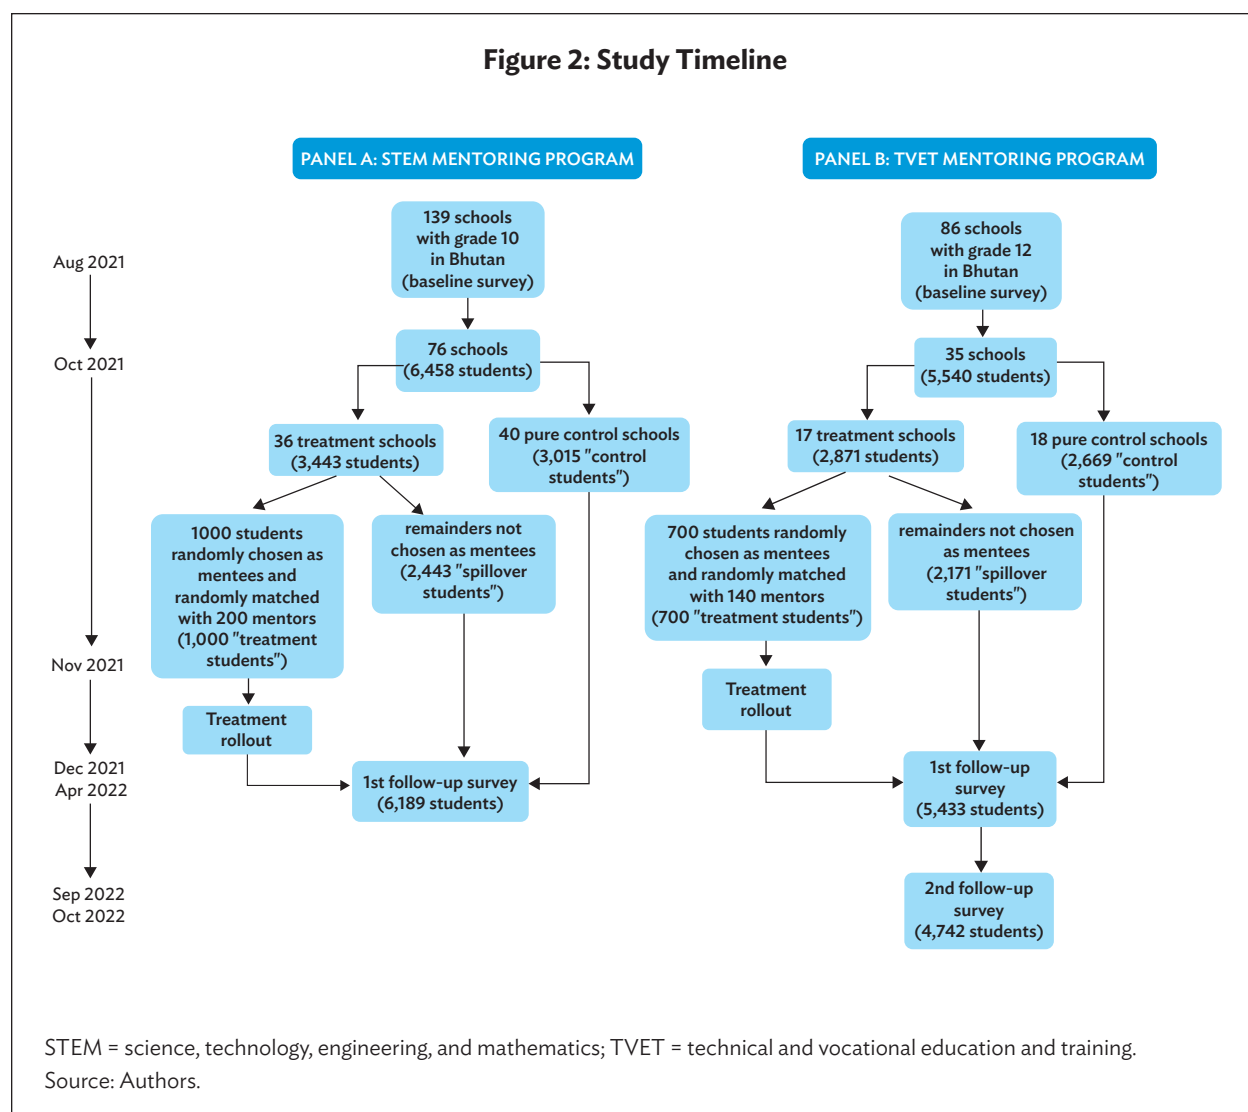 Figure 2: Study Timeline
PANEL A: STEM MENTORING PROGRAM
PANEL B: TVET MENTORING PROGRAM
Aug 2021
Oct 2021
Nov 2021
Dec 2021
Apr 2022
Sep 2022
Oct 2022
139 schools
with grade 10
in Bhutan
(baseline survey)
76 schools
(6,458 students)
36 treatment schools
(3,443 students)
40 pure control schools
(3,015 "control
students")
1000 students
randomly chosen as
mentees and
randomly matched
with 200 mentors
(1,000 "treatment
students")
remainders not
chosen as mentees
(2,443 "spillover
students")
Treatment
rollout
1st follow-up survey
(6,189 students)
86 schools
with grade 12
in Bhutan
(baseline survey)
35 schools
(5,540 students)
17 treatment schools
(2,871 students)
18 pure control schools
(2,669 "control
students")
700 students randomly
chosen as mentees
and randomly matched
with 140 mentors
(700 "treatment students")
remainders not chosen
as mentees
(2,171 "spillover
students")
Treatment
rollout
1st follow-up
survey
(5,433 students)
2nd follow-up
survey
(4,742 students)
STEM = science, technology, engineering, and mathematics; TVET = technical and vocational education and training.
Source: Authors.